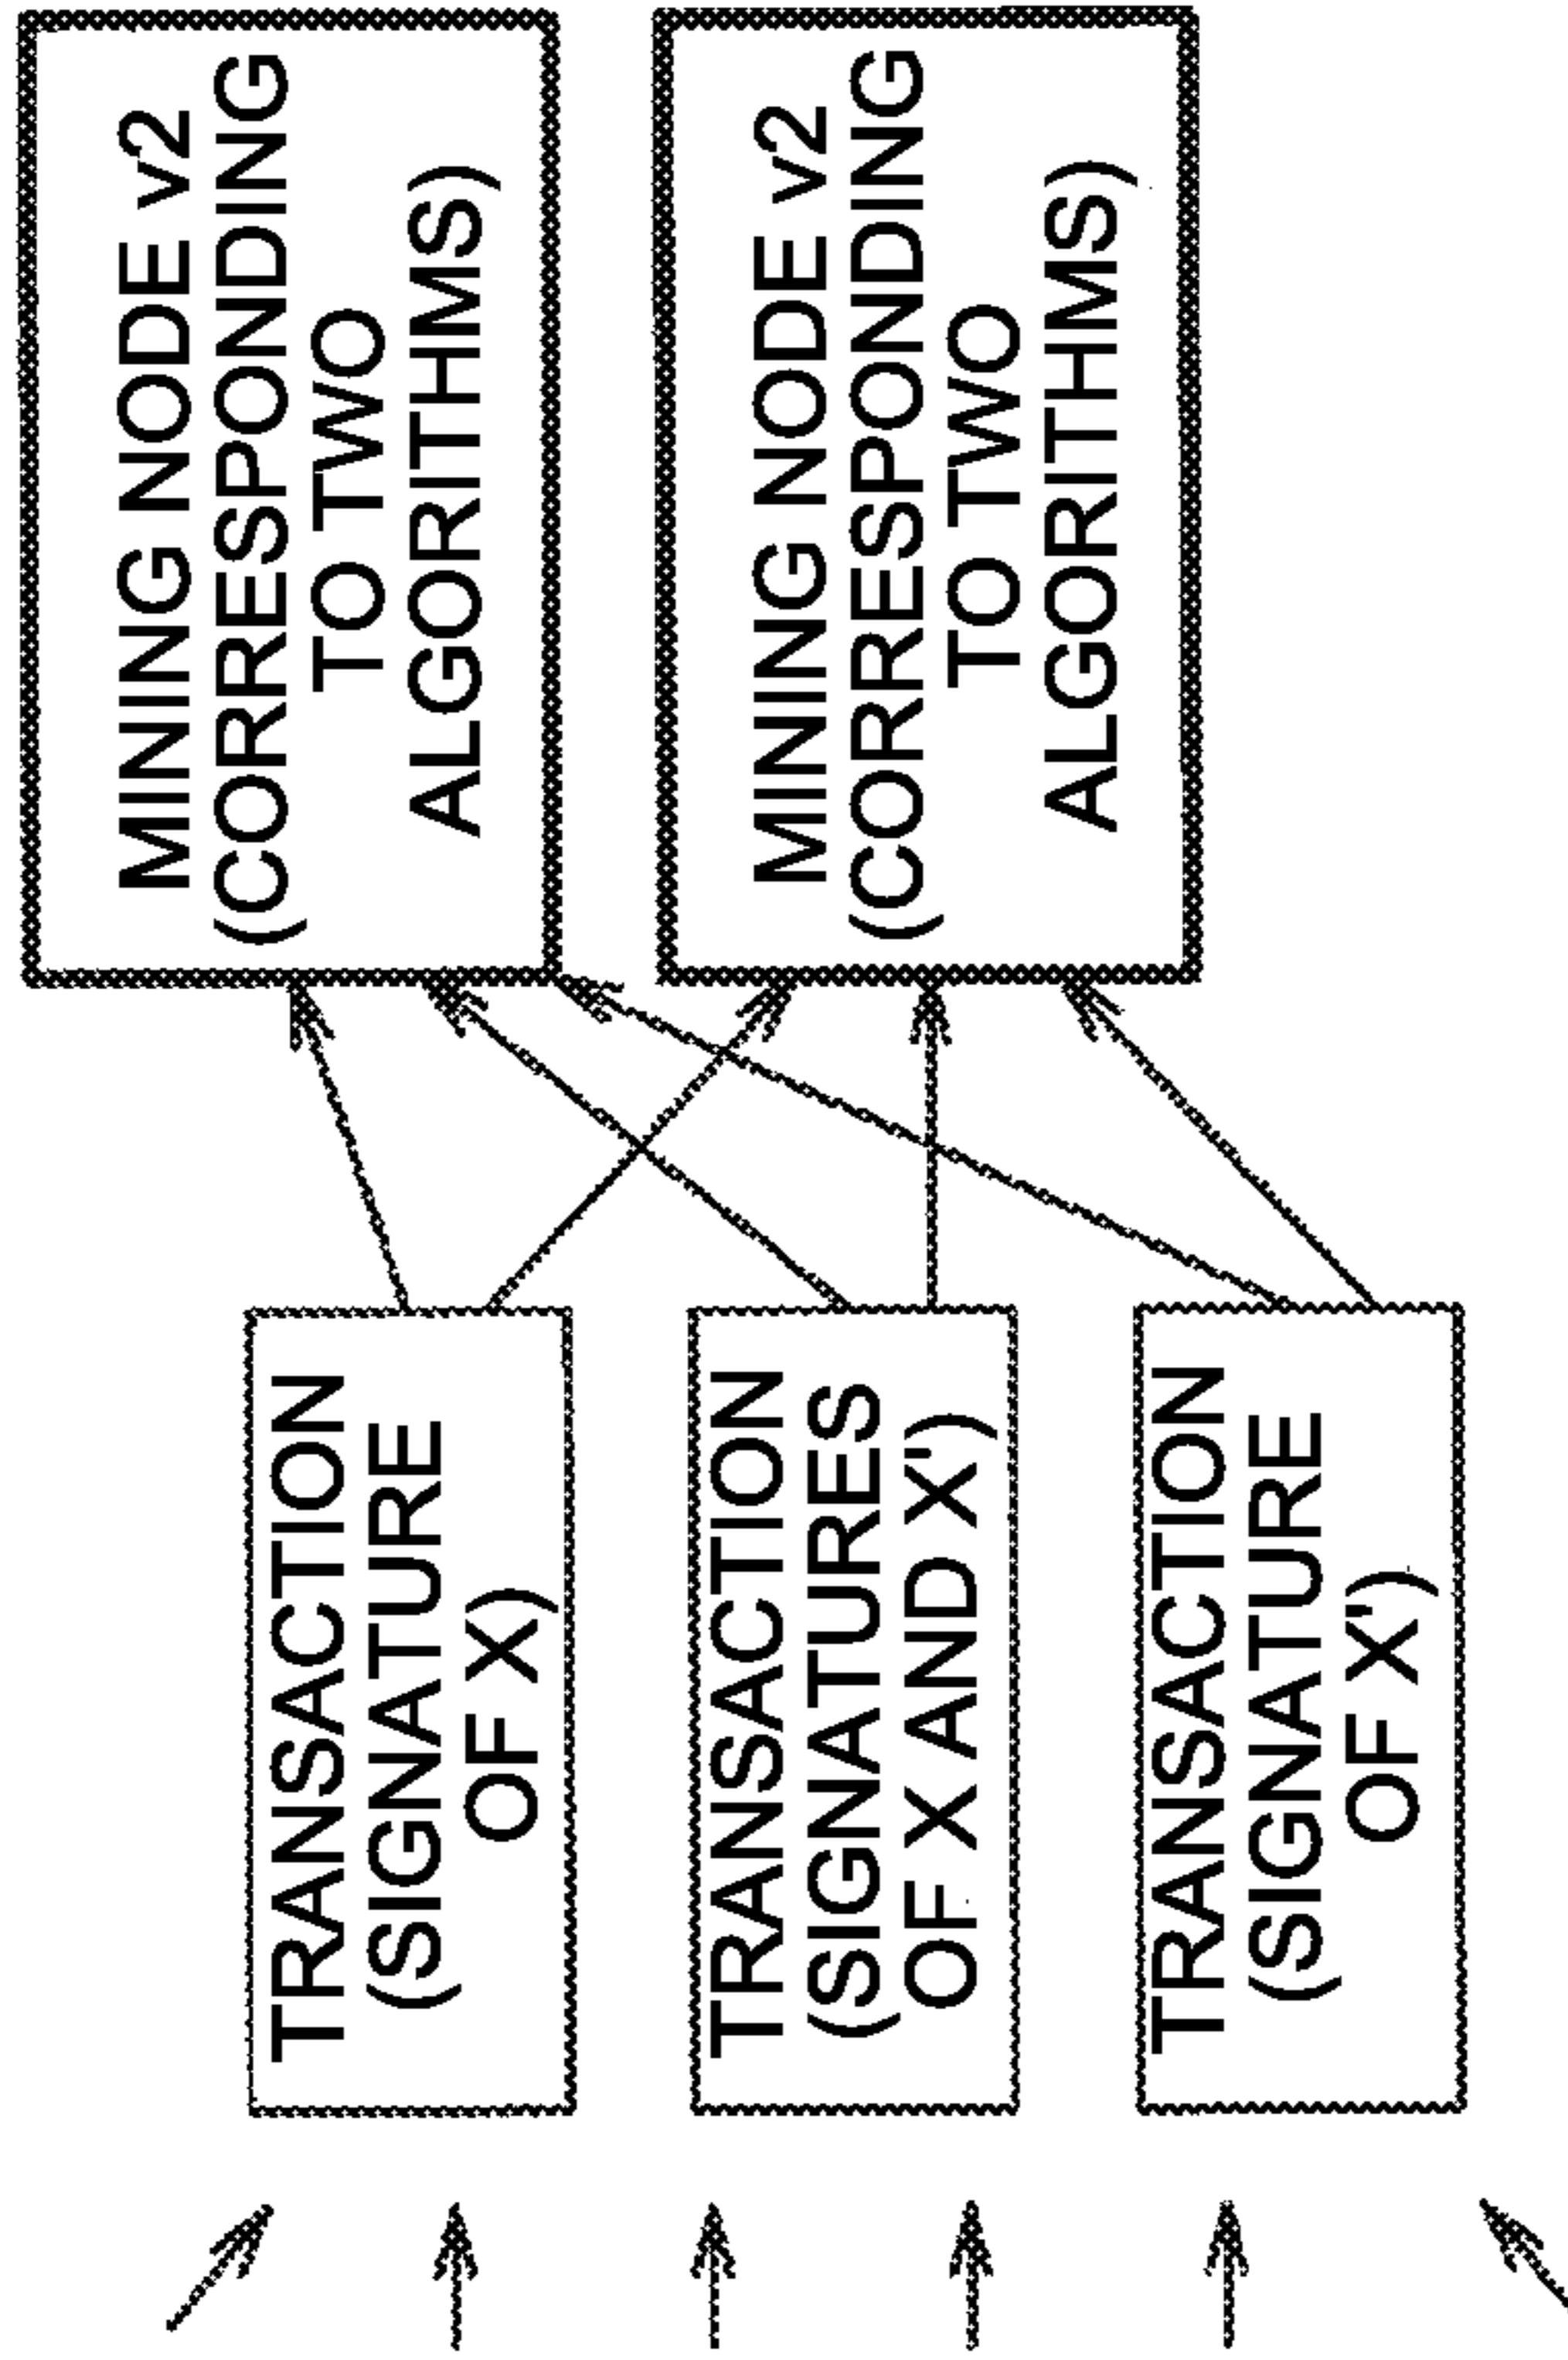 TRANSACTION
(SIGNATURE
OF X)
TRANSACTION
(SIGNATURES
OF X AND X')
TRANSACTION
(SIGNATURE
OF X')
MINING NODE v2
(CORRESPONDING
TO TWO
ALGORITHMS)
MINING NODE v2
(CORRESPONDING
TO TWO
ALGORITHMS)